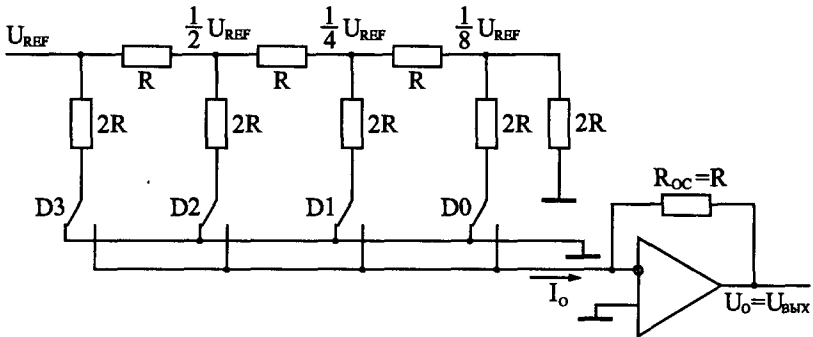 U_REF
1/2 U_REF
1/4 U_REF
1/8 U_REF
R
R
R
2R
2R
2R
2R
2R
R_OC=R
D3
D2
D1
D0
I_o
U_O=U_ВЫХ